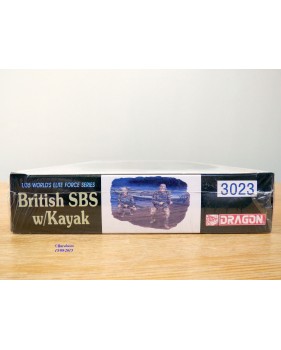 1/35 WORLD'S ELITE FORCE SERIES
British SBS
w/Kayak
3023
DRAGON